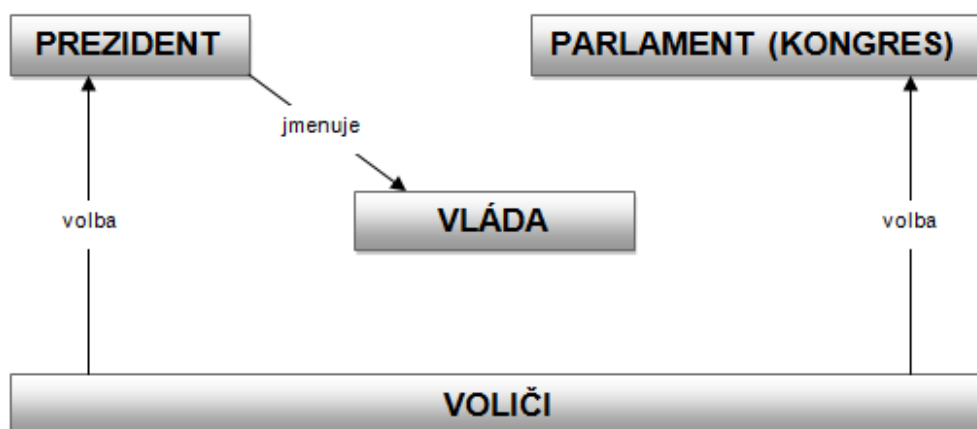 PREZIDENT
PARLAMENT (KONGRES)
jmenuje
VLÁDA
volba
volba
VOLIČI